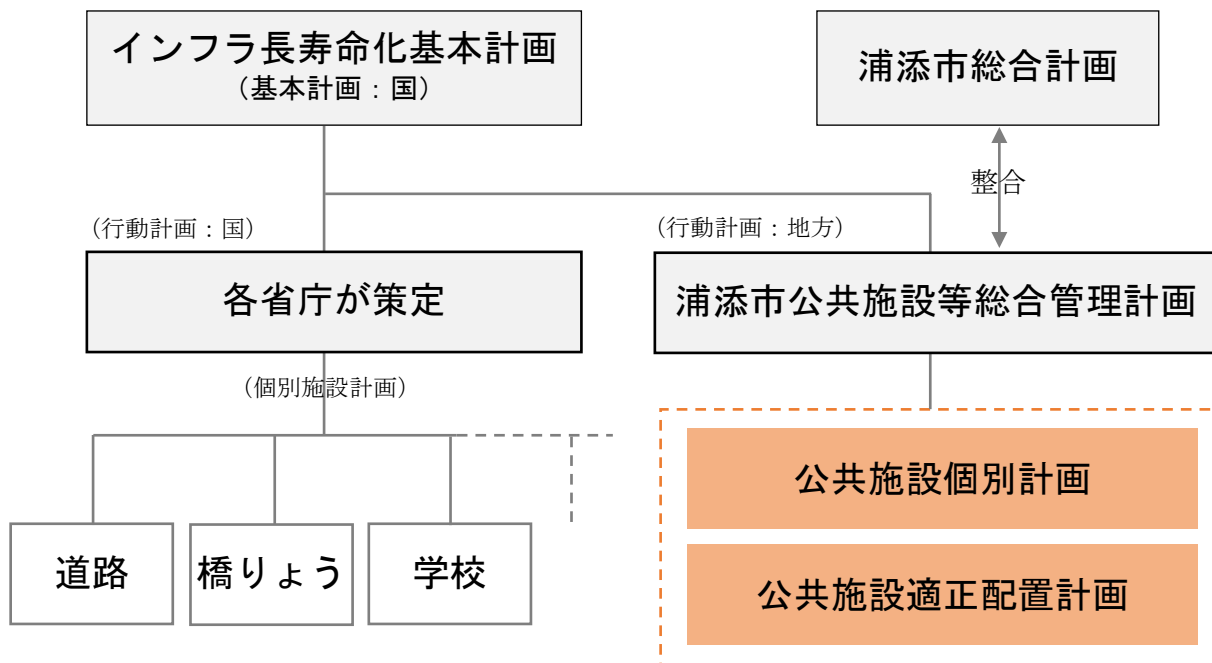 インフラ長寿命化基本計画
（基本計画：国）
浦添市総合計画
整合
（行動計画：国）
（行動計画：地方）
各省庁が策定
浦添市公共施設等総合管理計画
（個別施設計画）
公共施設個別計画
道路
橋りょう
学校
公共施設適正配置計画